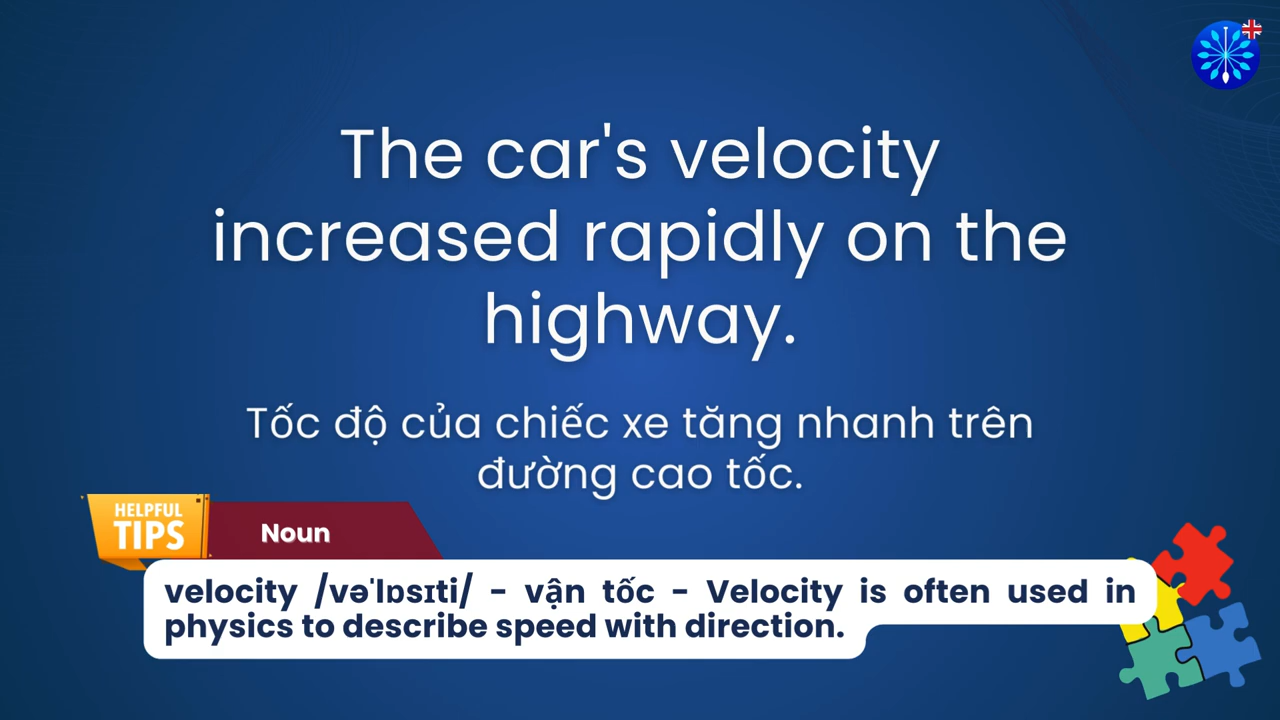 The car's velocity
increased rapidly on the
highway.
Tốc độ của chiếc xe tăng nhanh trên
đường cao tốc.
HELPFUL
TIPS
Noun
velocity /vəˈlɒsɪti/ - vận tốc - Velocity is often used in
physics to describe speed with direction.